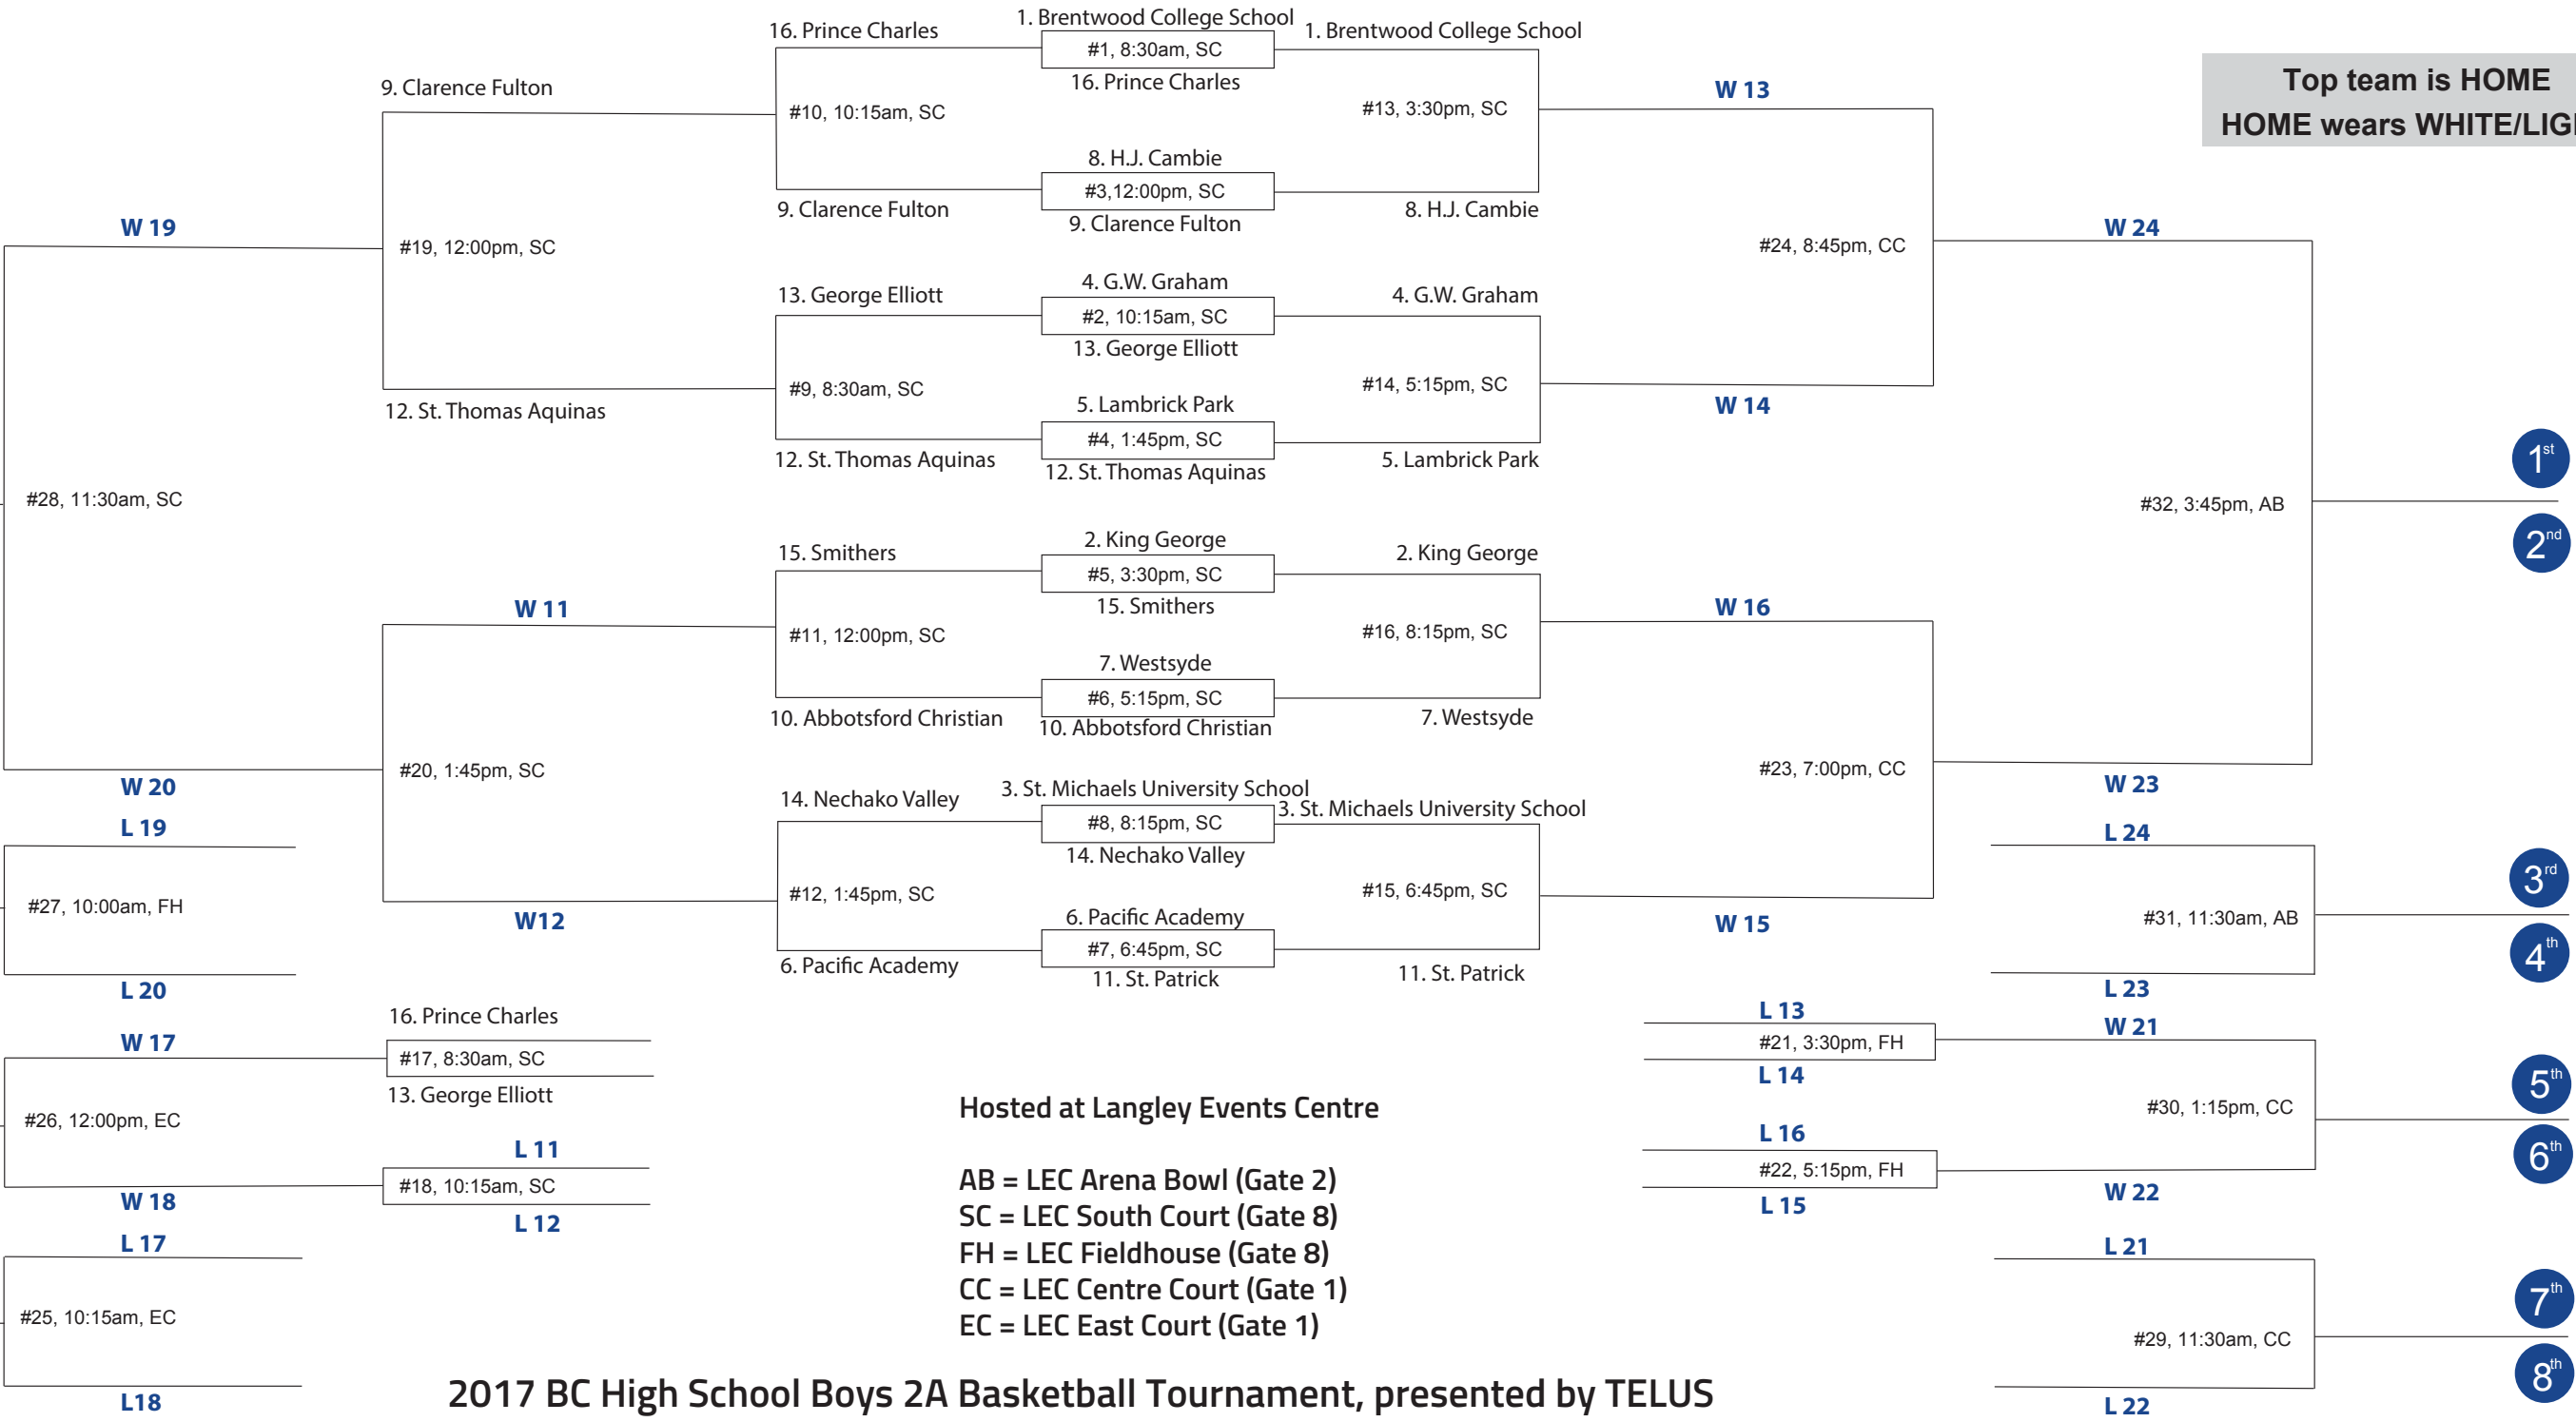 1. Brentwood College School
16. Prince Charles
#1, 8:30am, SC
1. Brentwood College School
16. Prince Charles
Top team is HOME
HOME wears WHITE/LIG
9. Clarence Fulton
W 13
#10, 10:15am, SC
#13, 3:30pm, SC
8. H.J. Cambie
#3,12:00pm, SC
9. Clarence Fulton
9. Clarence Fulton
8. H.J. Cambie
W 19
W 24
#19, 12:00pm, SC
#24, 8:45pm, CC
13. George Elliott
4. G.W. Graham
4. G.W. Graham
#2, 10:15am, SC
13. George Elliott
#9, 8:30am, SC
#14, 5:15pm, SC
12. St. Thomas Aquinas
5. Lambrick Park
W 14
#4, 1:45pm, SC
12. St. Thomas Aquinas
12. St. Thomas Aquinas
5. Lambrick Park
1st
#28, 11:30am, SC
#32, 3:45pm, AB
2nd
15. Smithers
2. King George
2. King George
#5, 3:30pm, SC
15. Smithers
W 11
W 16
#11, 12:00pm, SC
#16, 8:15pm, SC
7. Westsyde
#6, 5:15pm, SC
10. Abbotsford Christian
10. Abbotsford Christian
7. Westsyde
#20, 1:45pm, SC
#23, 7:00pm, CC
W 20
W 23
14. Nechako Valley
3. St. Michaels University School
3. St. Michaels University School
#8, 8:15pm, SC
14. Nechako Valley
L 19
L 24
#12, 1:45pm, SC
#15, 6:45pm, SC
3rd
#27, 10:00am, FH
W12
6. Pacific Academy
W 15
#31, 11:30am, AB
#7, 6:45pm, SC
4th
6. Pacific Academy
11. St. Patrick
11. St. Patrick
L 20
L 23
16. Prince Charles
L 13
W 17
W 21
#17, 8:30am, SC
#21, 3:30pm, FH
13. George Elliott
L 14
5th
#26, 12:00pm, EC
Hosted at Langley Events Centre
#30, 1:15pm, CC
L 11
L 16
6th
#18, 10:15am, SC
#22, 5:15pm, FH
W 18
L 12
L 15
W 22
AB = LEC Arena Bowl (Gate 2)
SC = LEC South Court (Gate 8)
FH = LEC Fieldhouse (Gate 8)
CC = LEC Centre Court (Gate 1)
EC = LEC East Court (Gate 1)
L 17
L 21
7th
#25, 10:15am, EC
#29, 11:30am, CC
8th
L18
L 22
2017 BC High School Boys 2A Basketball Tournament, presented by TELUS